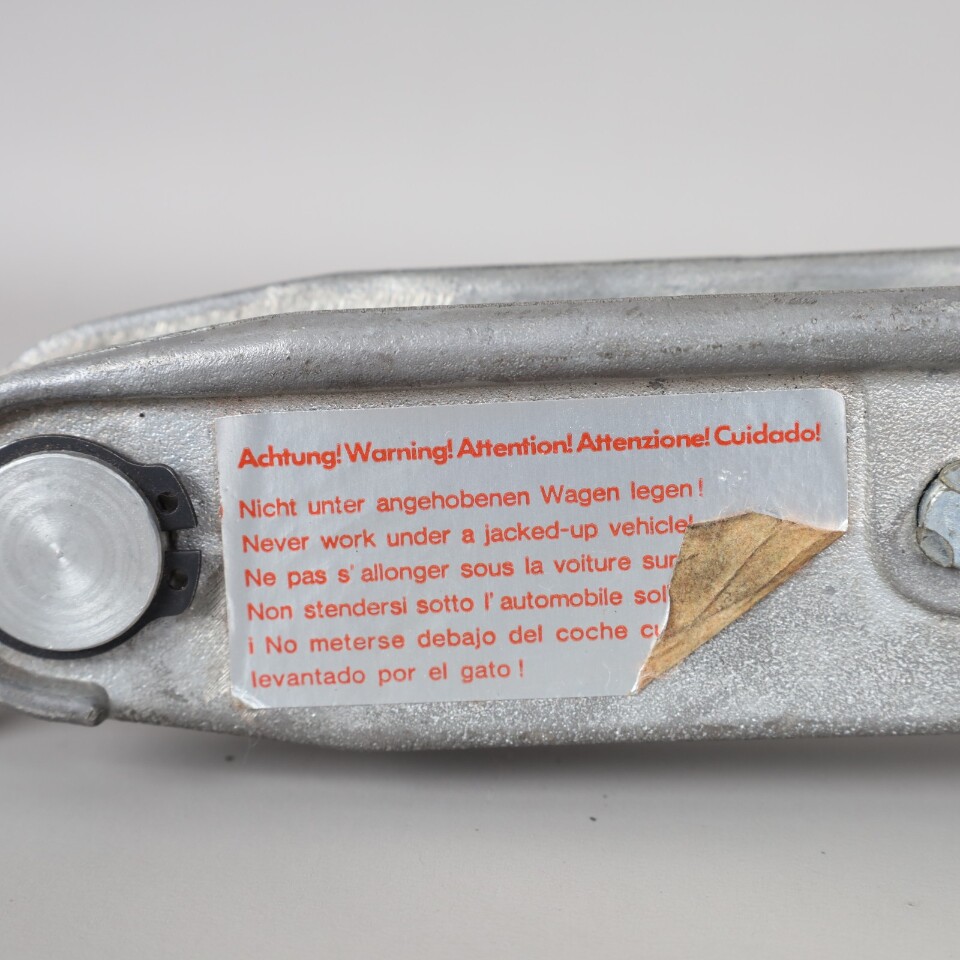 Achtung! Warning! Attention! Attenzione! Cuidado!
Nicht unter angehobenen Wagen legen !
Never work under a jacked-up vehicle!
Ne pas s' allonger sous la voiture
Non stendersi sotto l' automobile
i No meterse debajo del coche
levantado por el gato !